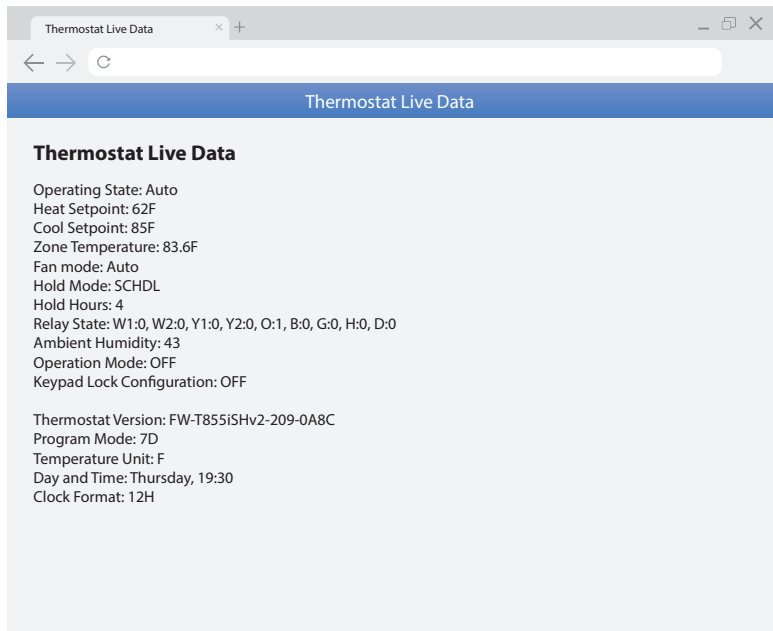 Thermostat Live Data
Thermostat Live Data
Thermostat Live Data
Operating State: Auto
Heat Setpoint: 62F
Cool Setpoint: 85F
Zone Temperature: 83.6F
Fan mode: Auto
Hold Mode: SCHDL
Hold Hours: 4
Relay State: W1:0, W2:0, Y1:0, Y2:0, O:1, B:0, G:0, H:0, D:0
Ambient Humidity: 43
Operation Mode: OFF
Keypad Lock Configuration: OFF
Thermostat Version: FW-T855iSHv2-209-0A8C
Program Mode: 7D
Temperature Unit: F
Day and Time: Thursday, 19:30
Clock Format: 12H